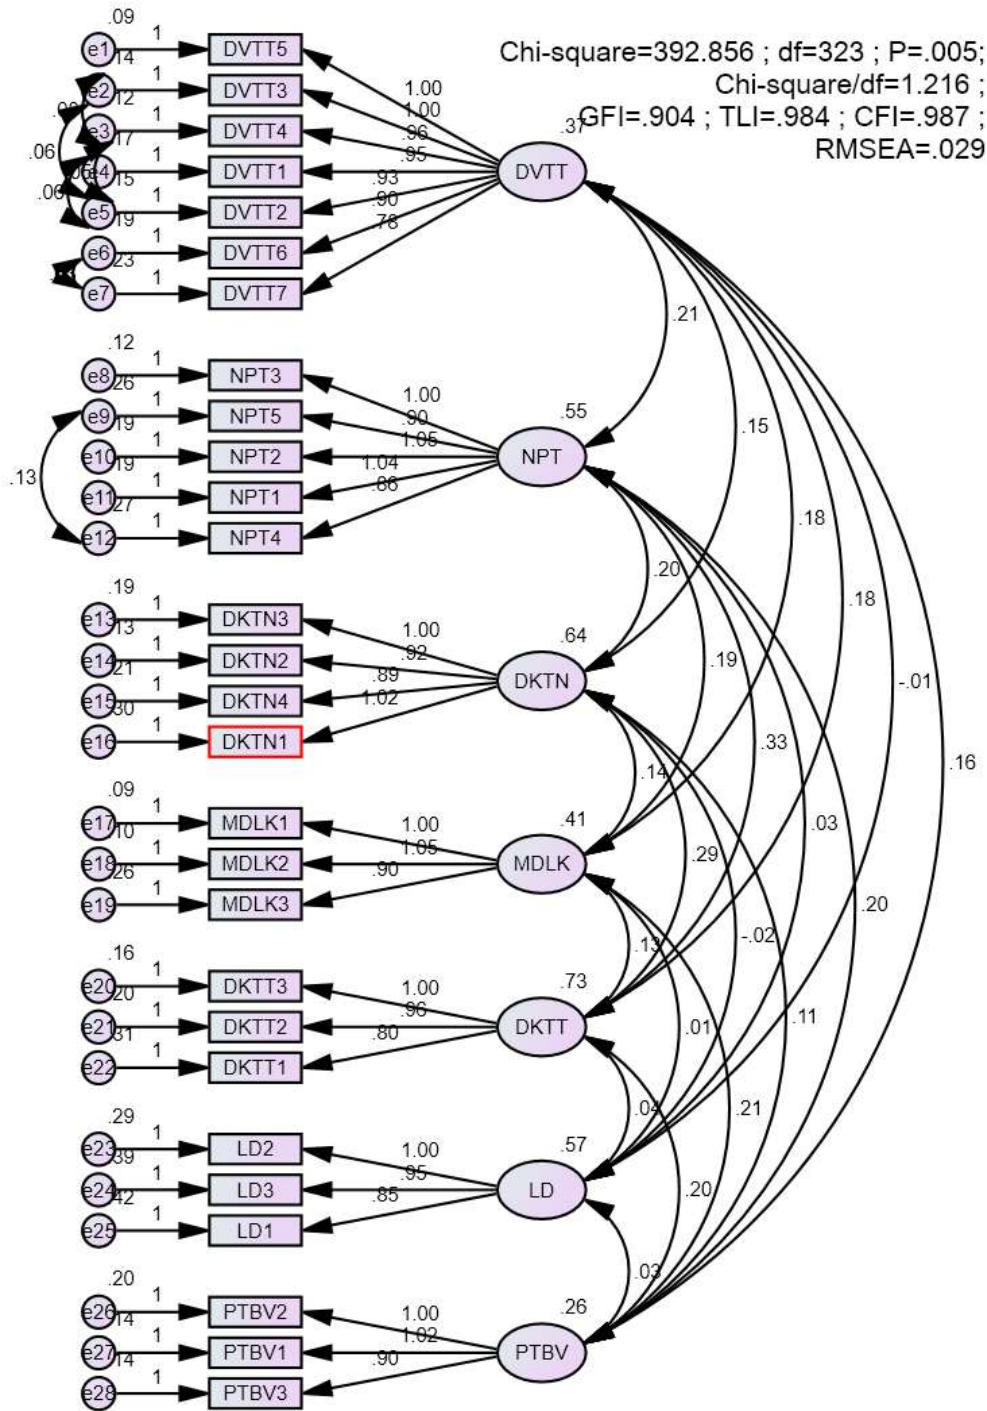 Chi-square=392.856 ; df=323 ; P=.005;
Chi-square/df=1.216 ;
GFI=.904 ; TLI=.984 ; CFI=.987 ;
RMSEA=.029
.09
e1 1 DVTT5
.14
e2 1 DVTT3
.12
e3 1 DVTT4
.17
e4 1 DVTT1
.15
e5 1 DVTT2
.19
e6 1 DVTT6
.23
e7 1 DVTT7
.06
1.00
1.00
.96
.95
.93
.90
.78
.37
DVTT
.12
e8 1 NPT3
.26
e9 1 NPT5
.19
e10 1 NPT2
.19
e11 1 NPT1
.27
e12 1 NPT4
.13
1.00
.90
1.05
1.04
.86
.55
NPT
.19
e13 1 DKTN3
.13
e14 1 DKTN2
.21
e15 1 DKTN4
.30
e16 1 DKTN1
1.00
.92
.89
1.02
.64
DKTN
.09
e17 1 MDLK1
.10
e18 1 MDLK2
.26
e19 1 MDLK3
1.00
1.05
.90
.41
MDLK
.16
e20 1 DKTT3
.20
e21 1 DKTT2
.31
e22 1 DKTT1
1.00
.96
.80
.73
DKTT
.29
e23 1 LD2
.39
e24 1 LD3
.42
e25 1 LD1
1.00
.95
.85
.57
LD
.20
e26 1 PTBV2
.14
e27 1 PTBV1
.14
e28 1 PTBV3
1.00
1.02
.90
.26
PTBV
.21
.15
.18
.18
-.01
.16
.20
.19
.33
.03
.20
.14
.29
-.02
.11
.13
.01
.21
.04
.20
.03